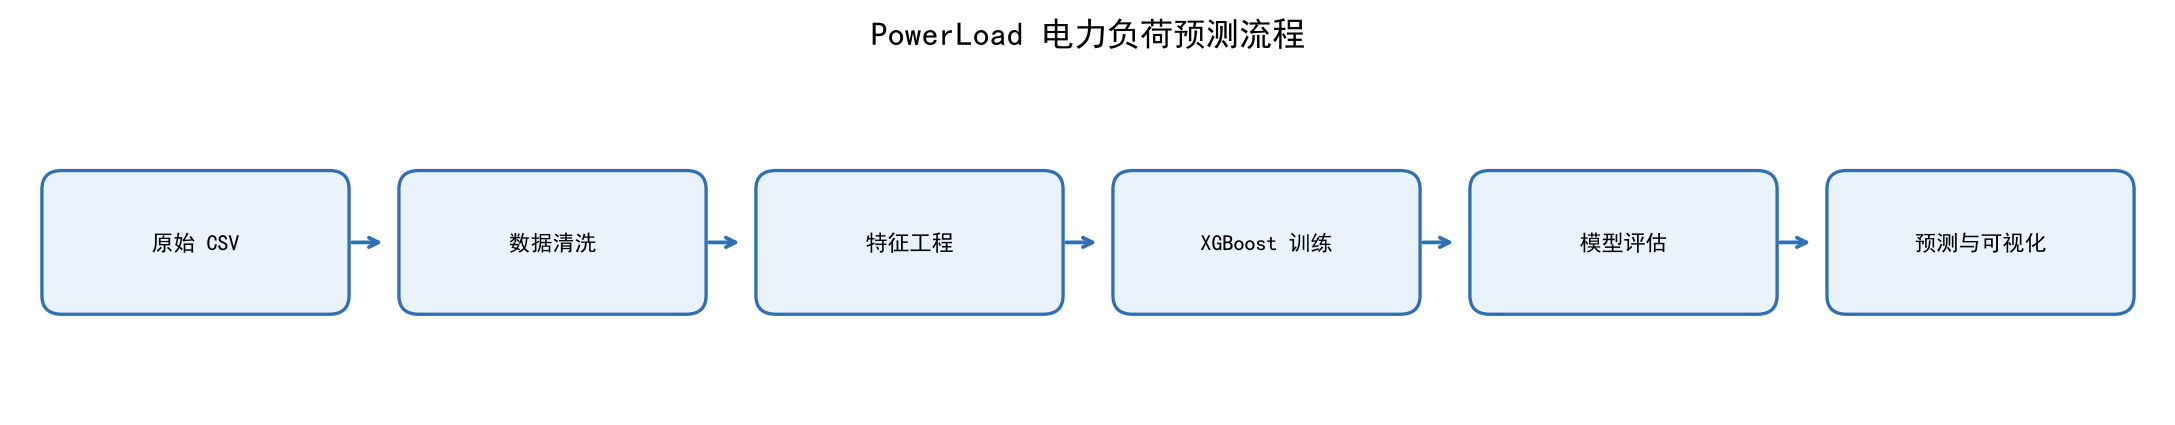 PowerLoad 电力负荷预测流程
原始 CSV
数据清洗
特征工程
XGBoost 训练
模型评估
预测与可视化